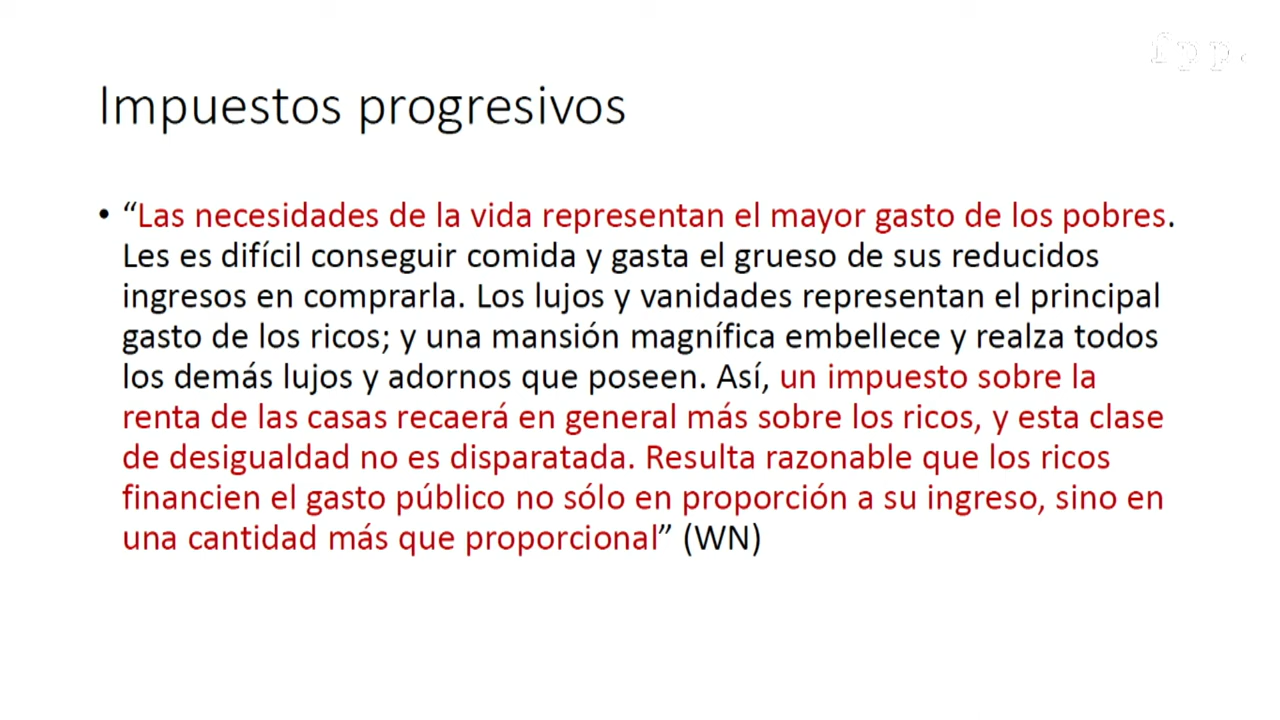 fpp.
Impuestos progresivos
• “Las necesidades de la vida representan el mayor gasto de los pobres.
Les es difícil conseguir comida y gasta el grueso de sus reducidos
ingresos en comprarla. Los lujos y vanidades representan el principal
gasto de los ricos; y una mansión magnífica embellece y realza todos
los demás lujos y adornos que poseen. Así, un impuesto sobre la
renta de las casas recaerá en general más sobre los ricos, y esta clase
de desigualdad no es disparatada. Resulta razonable que los ricos
financien el gasto público no sólo en proporción a su ingreso, sino en
una cantidad más que proporcional” (WN)